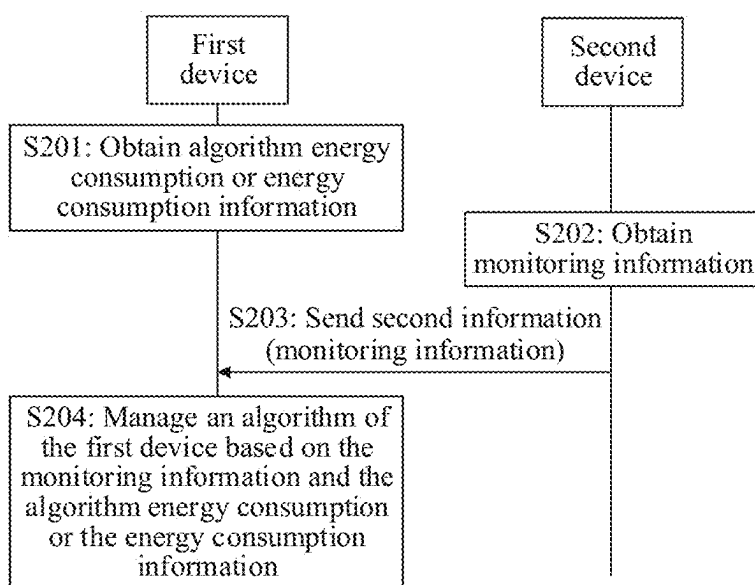 First
device
Second
device
S201: Obtain algorithm energy
consumption or energy
consumption information
S202: Obtain
monitoring information
S203: Send second information
(monitoring information)
S204: Manage an algorithm of
the first device based on the
monitoring information and the
algorithm energy consumption
or the energy consumption
information